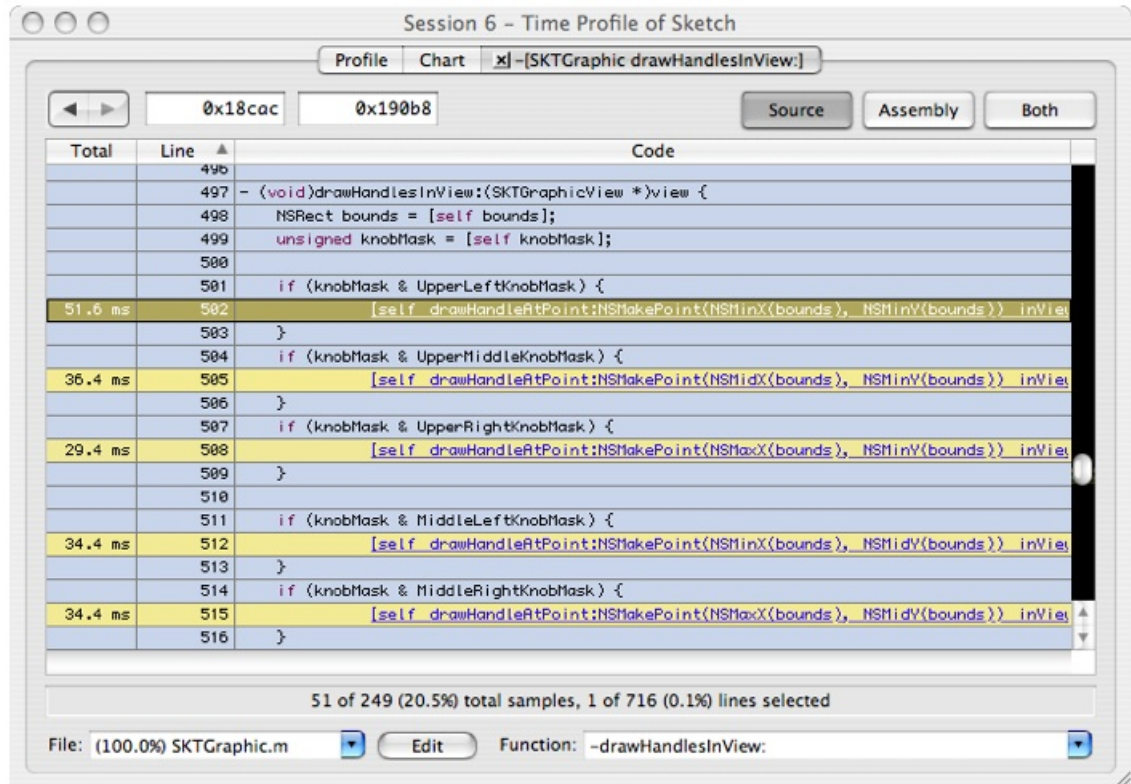 Session 6 – Time Profile of Sketch
Profile Chart x -[SKTGraphic drawHandlesInView:]
0x18cac 0x190b8 Source Assembly Both
Total Line Code
496
497 - (void)drawHandlesInView:(SKTGraphicView *)view {
498 NSRect bounds = [self bounds];
499 unsigned knobMask = [self knobMask];
500
501 if (knobMask & UpperLeftKnobMask) {
51.6 ms 502 [self drawHandleAtPoint:NSMakePoint(NSMinX(bounds), NSMinY(bounds)) inView
503 }
504 if (knobMask & UpperMiddleKnobMask) {
36.4 ms 505 [self drawHandleAtPoint:NSMakePoint(NSMidX(bounds), NSMinY(bounds)) inView
506 }
507 if (knobMask & UpperRightKnobMask) {
29.4 ms 508 [self drawHandleAtPoint:NSMakePoint(NSMaxX(bounds), NSMinY(bounds)) inView
509 }
510
511 if (knobMask & MiddleLeftKnobMask) {
34.4 ms 512 [self drawHandleAtPoint:NSMakePoint(NSMinX(bounds), NSMidY(bounds)) inView
513 }
514 if (knobMask & MiddleRightKnobMask) {
34.4 ms 515 [self drawHandleAtPoint:NSMakePoint(NSMaxX(bounds), NSMidY(bounds)) inView
516 }
51 of 249 (20.5%) total samples, 1 of 716 (0.1%) lines selected
File: (100.0%) SKTGraphic.m Edit Function: -drawHandlesInView: